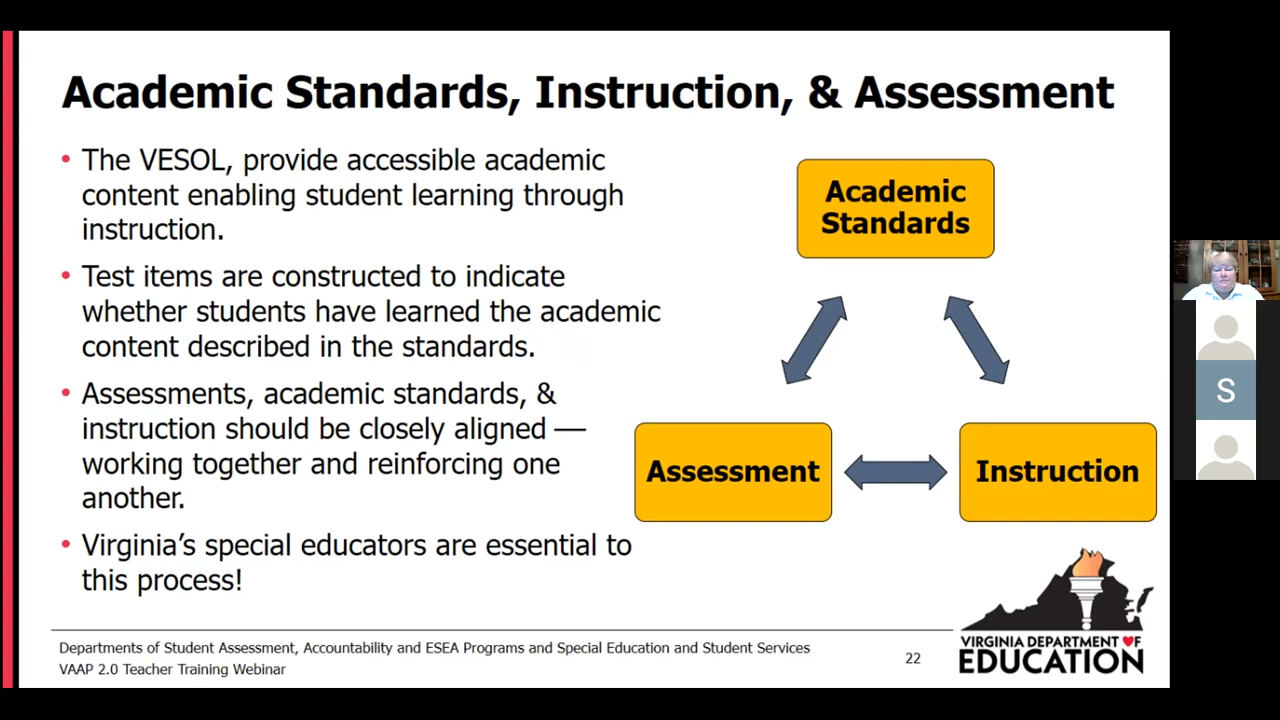 Academic Standards, Instruction, & Assessment
• The VESOL, provide accessible academic
content enabling student learning through
instruction.
• Test items are constructed to indicate
whether students have learned the academic
content described in the standards.
• Assessments, academic standards, &
instruction should be closely aligned —
working together and reinforcing one
another.
• Virginia’s special educators are essential to
this process!
Academic
Standards
Assessment
Instruction
S
Departments of Student Assessment, Accountability and ESEA Programs and Special Education and Student Services
VAAP 2.0 Teacher Training Webinar
22
VIRGINIA DEPARTMENT OF
EDUCATION